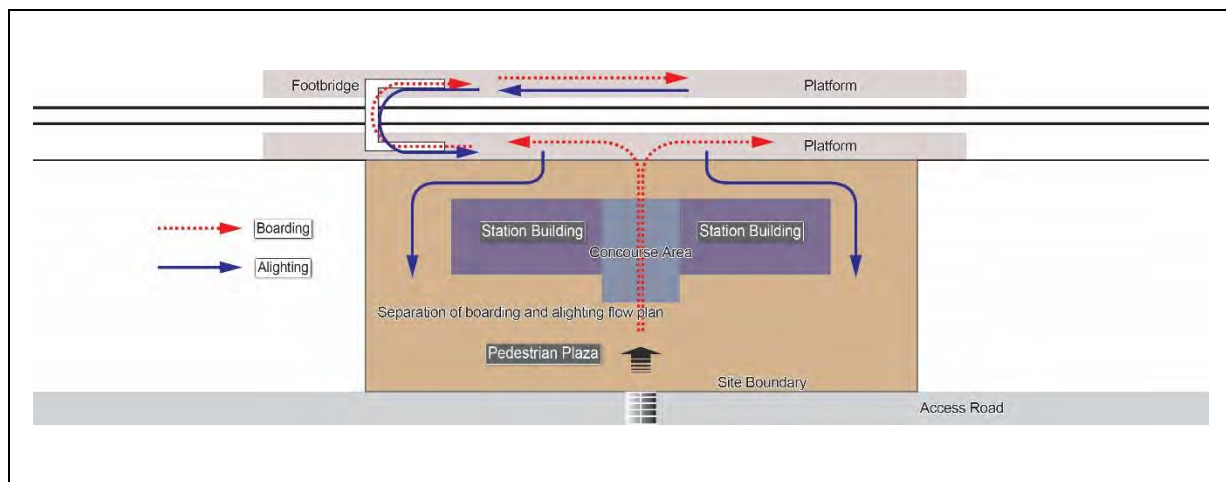 Footbridge
Platform
Platform
Boarding
Station Building
Station Building
Concourse Area
Alighting
Separation of boarding and alighting flow plan
Pedestrian Plaza
Site Boundary
Access Road